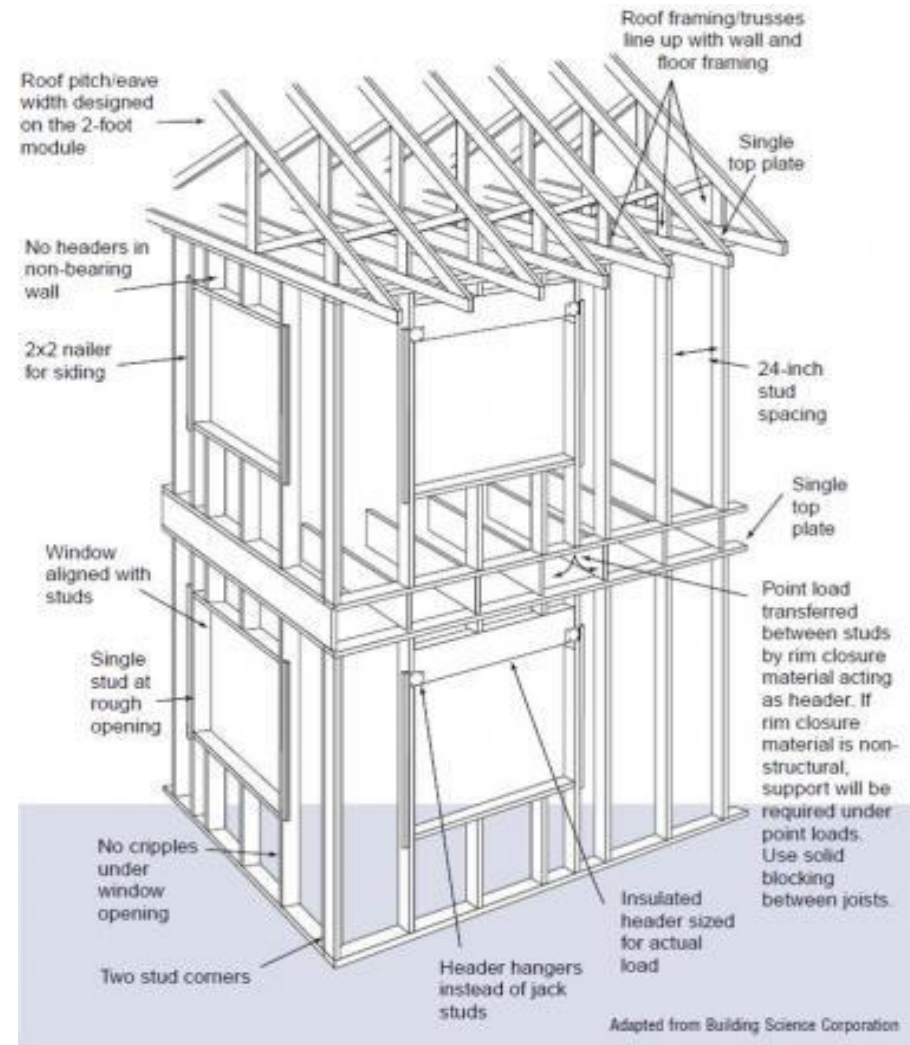 Roof framing/trusses
line up with wall and
floor framing
Roof pitch/eave
width designed
on the 2-foot
module
Single
top plate
No headers in
non-bearing
wall
2x2 nailer
for siding
24-inch
stud
spacing
Single
top
plate
Window
aligned with
studs
Point load
transferred
between studs
by rim closure
material acting
as header. If
rim closure
material is non-
structural,
support will be
required under
point loads.
Use solid
blocking
between joists.
Single
stud at
rough
opening
No cripples
under
window
opening
Insulated
header sized
for actual
load
Two stud corners
Header hangers
instead of jack
studs
Adapted from Building Science Corporation